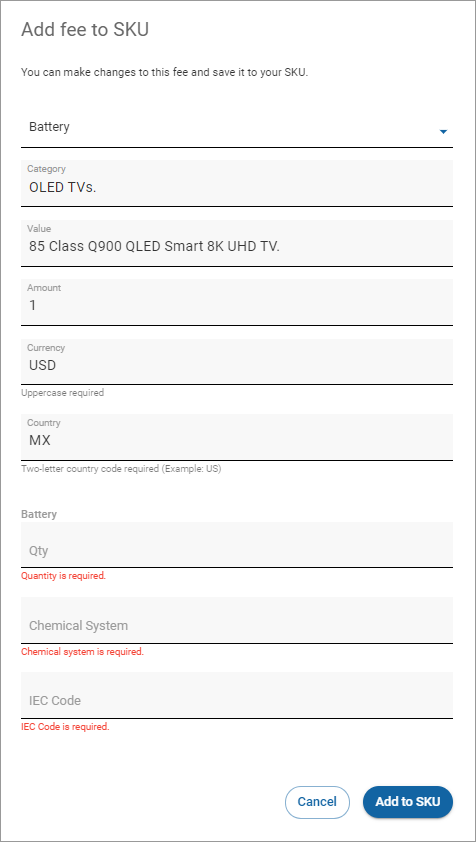 Add fee to SKU
You can make changes to this fee and save it to your SKU.
Battery
Category
OLED TVs.
Value
85 Class Q900 QLED Smart 8K UHD TV.
Amount
1
Currency
USD
Uppercase required
Country
MX
Two-letter country code required (Example: US)
Battery
Qty
Quantity is required.
Chemical System
Chemical system is required.
IEC Code
IEC Code is required.
Cancel
Add to SKU